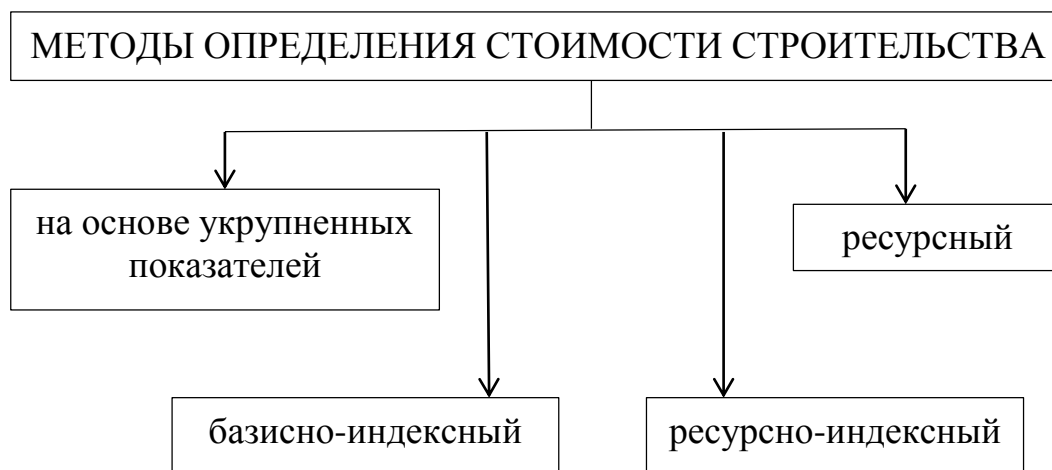 МЕТОДЫ ОПРЕДЕЛЕНИЯ СТОИМОСТИ СТРОИТЕЛЬСТВА
на основе укрупненных
показателей
ресурсный
базисно-индексный
ресурсно-индексный